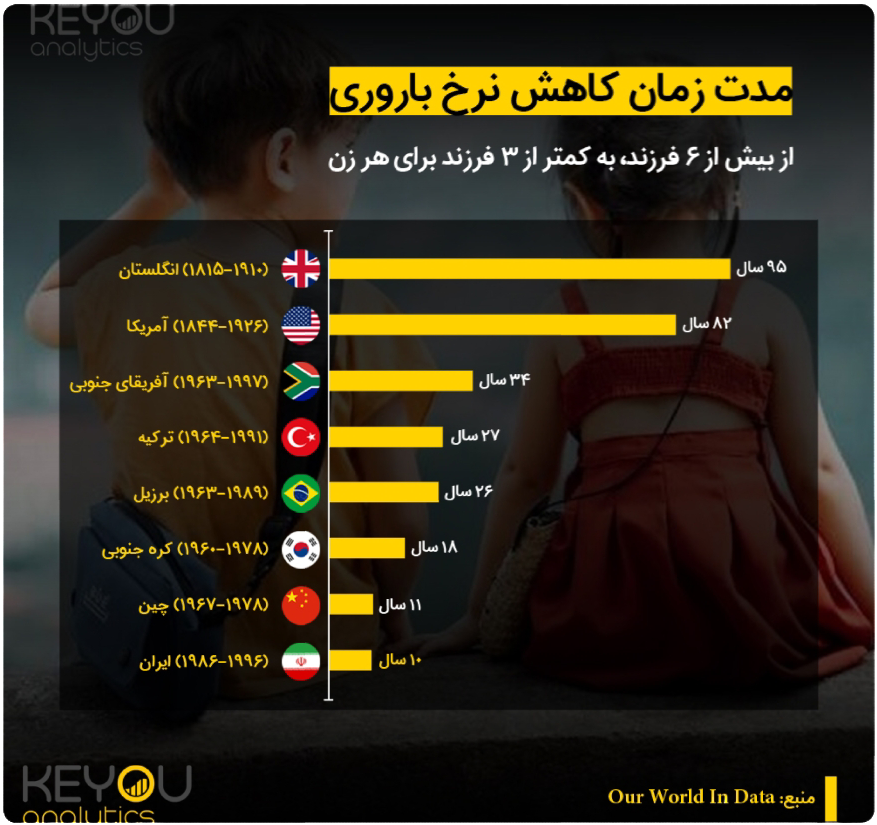 KEYOU
analytics
مدت زمان کاهش نرخ باروری
از بیش از ۶ فرزند، به کمتر از ۳ فرزند برای هر زن
(۱۸۱۵-۱۹۱۰) انگلستان
۹۵ سال
(۱۸۴۴-۱۹۲۶) آمریکا
۸۲ سال
(۱۹۶۳-۱۹۹۷) آفریقای جنوبی
۳۴ سال
(۱۹۶۴-۱۹۹۱) ترکیه
۲۷ سال
(۱۹۶۳-۱۹۸۹) برزیل
۲۶ سال
(۱۹۶۰-۱۹۷۸) کره جنوبی
۱۸ سال
(۱۹۶۷-۱۹۷۸) چین
۱۱ سال
(۱۹۸۶-۱۹۹۶) ایران
۱۰ سال
KEYOU
analytics
منبع: Our World In Data